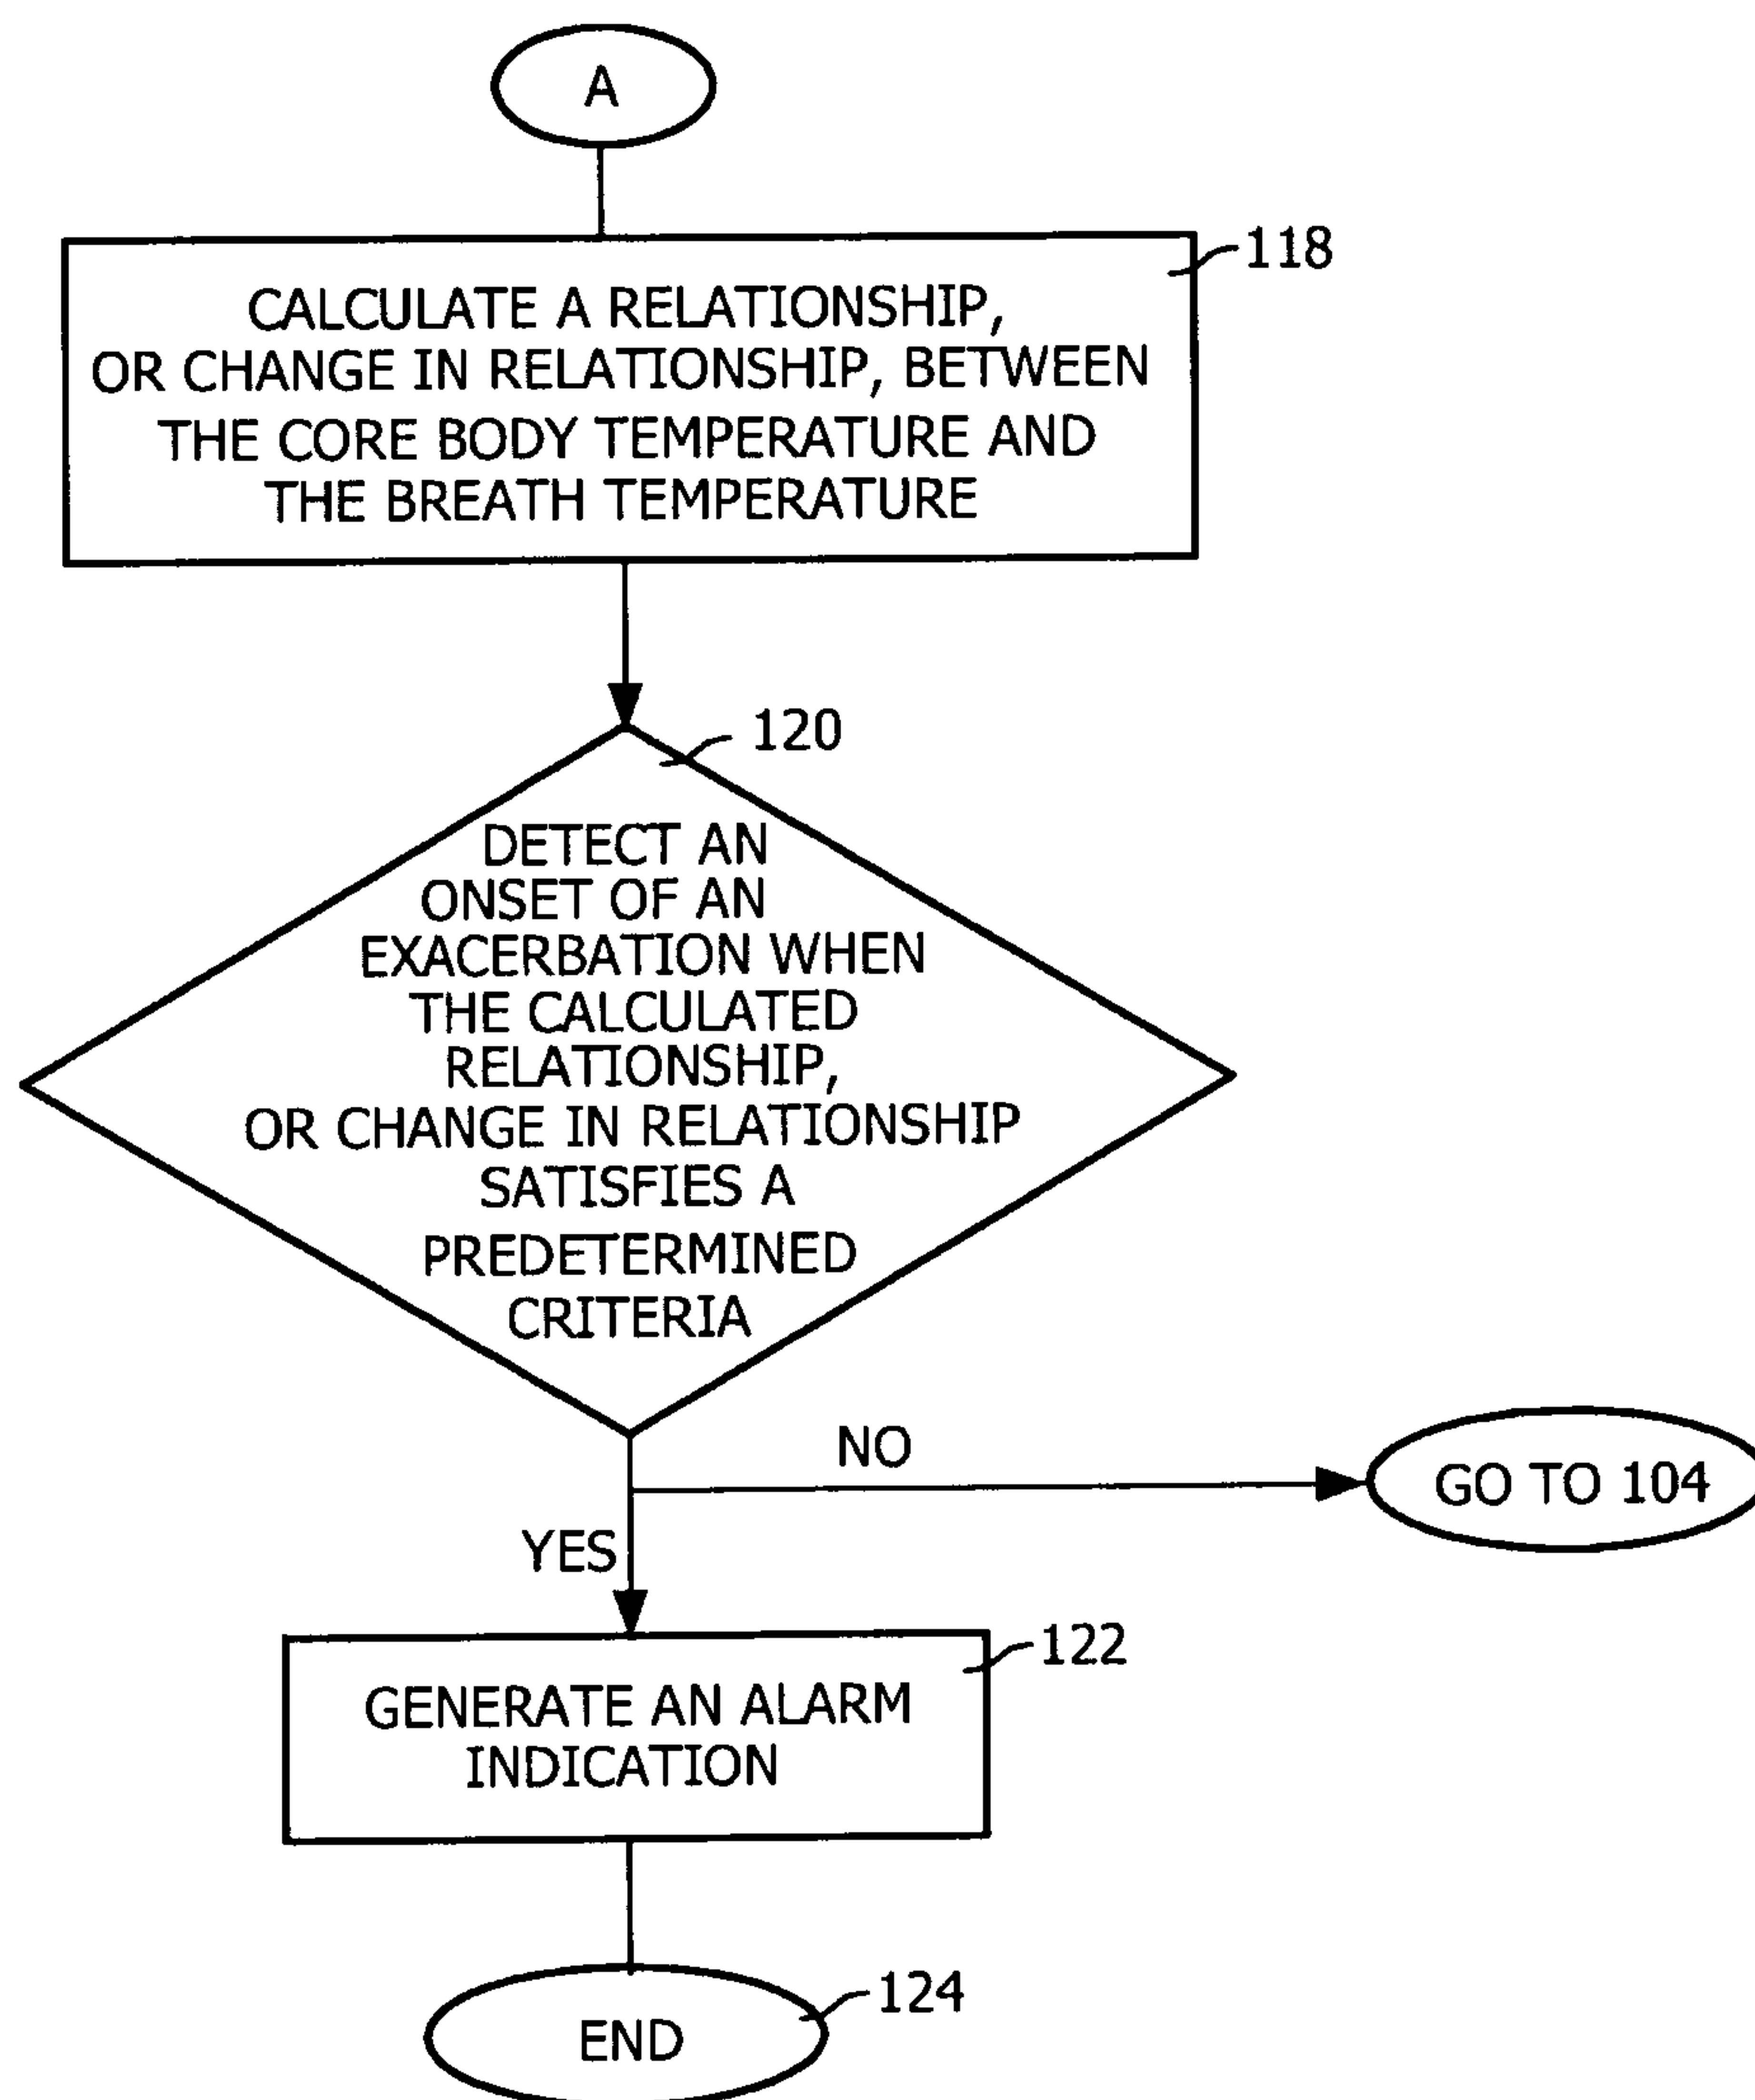 A
118
CALCULATE A RELATIONSHIP,
OR CHANGE IN RELATIONSHIP, BETWEEN
THE CORE BODY TEMPERATURE AND
THE BREATH TEMPERATURE
120
DETECT AN
ONSET OF AN
EXACERBATION WHEN
THE CALCULATED
RELATIONSHIP,
OR CHANGE IN RELATIONSHIP
SATISFIES A
PREDETERMINED
CRITERIA
NO
GO TO 104
YES
122
GENERATE AN ALARM
INDICATION
124
END